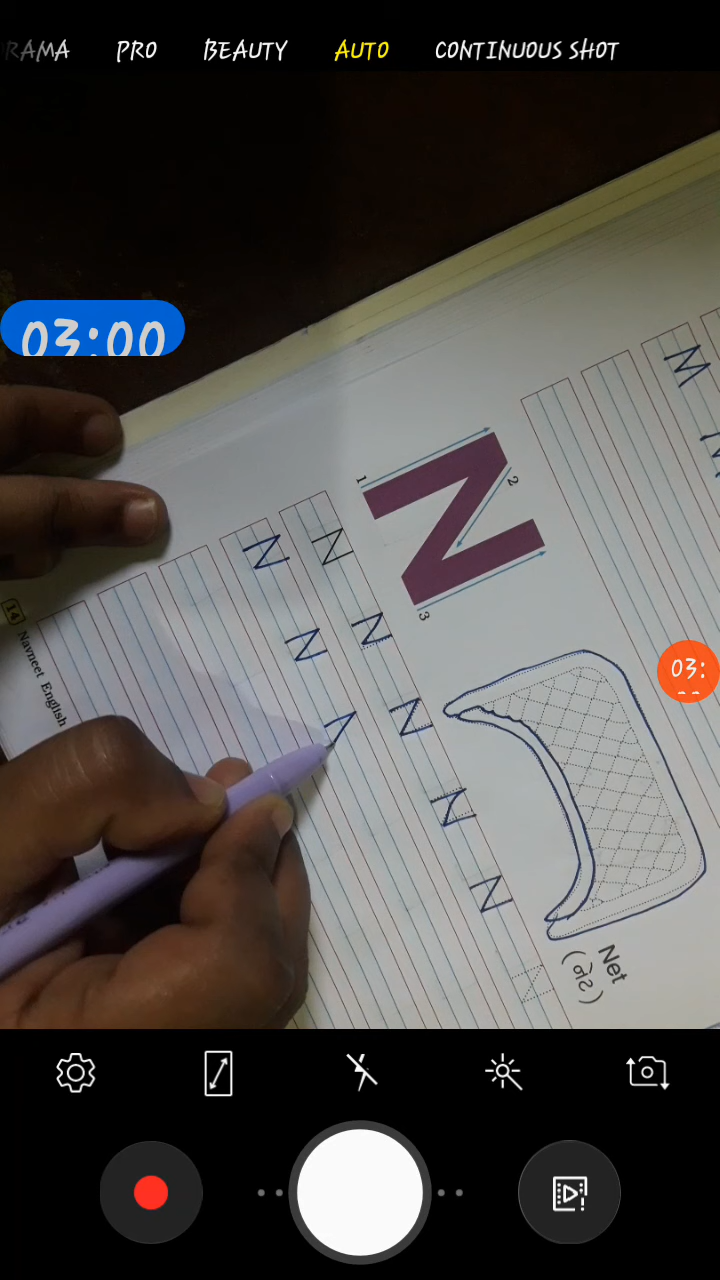 RAMA PRO BEAUTY AUTO CONTINUOUS SHOT
03:00
M
N
1
2
3
03:
N N N N N N
N N
Net
(નેટ)
14 Navneet English